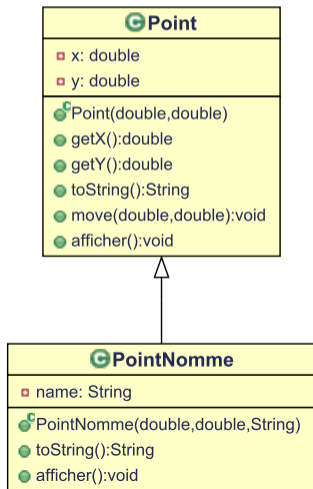 Point
x: double
y: double
Point(double,double)
getX():double
getY():double
toString():String
move(double,double):void
afficher():void
PointNomme
name: String
PointNomme(double,double,String)
toString():String
afficher():void